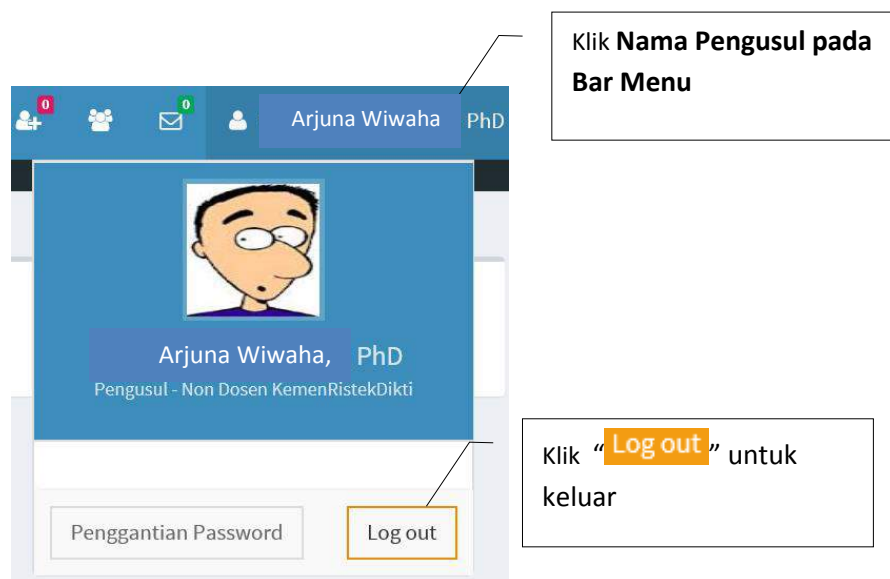 Klik Nama Pengusul pada
Bar Menu
0 0 Arjuna Wiwaha PhD
Arjuna Wiwaha, PhD
Pengusul - Non Dosen KemenRistekDikti
Klik “Log out” untuk
keluar
Penggantian Password Log out